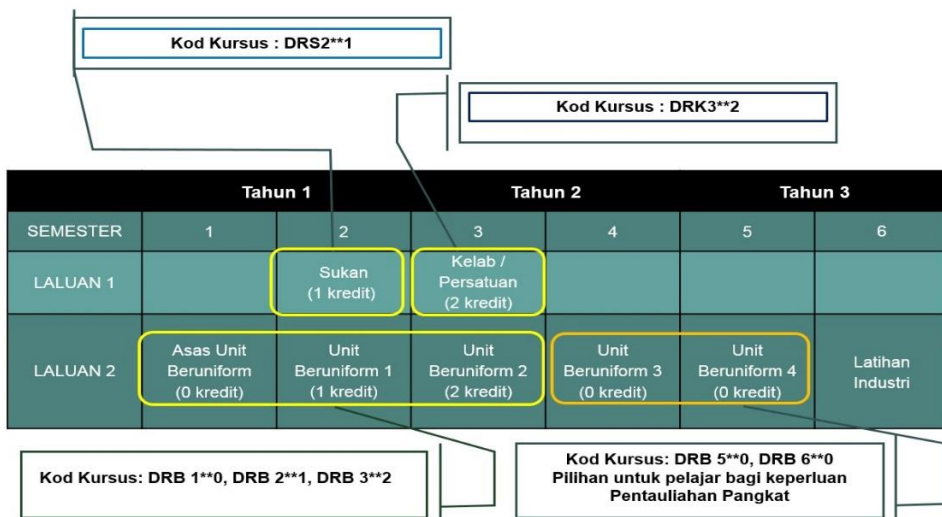 Kod Kursus : DRS2**1
Kod Kursus : DRK3**2
Tahun 1
Tahun 2
Tahun 3
SEMESTER
1
2
3
4
5
6
LALUAN 1
Sukan
(1 kredit)
Kelab /
Persatuan
(2 kredit)
LALUAN 2
Asas Unit
Beruniform
(0 kredit)
Unit
Beruniform 1
(1 kredit)
Unit
Beruniform 2
(2 kredit)
Unit
Beruniform 3
(0 kredit)
Unit
Beruniform 4
(0 kredit)
Latihan
Industri
Kod Kursus: DRB 1**0, DRB 2**1, DRB 3**2
Kod Kursus: DRB 5**0, DRB 6**0
Pilihan untuk pelajar bagi keperluan
Pentauliahan Pangkat